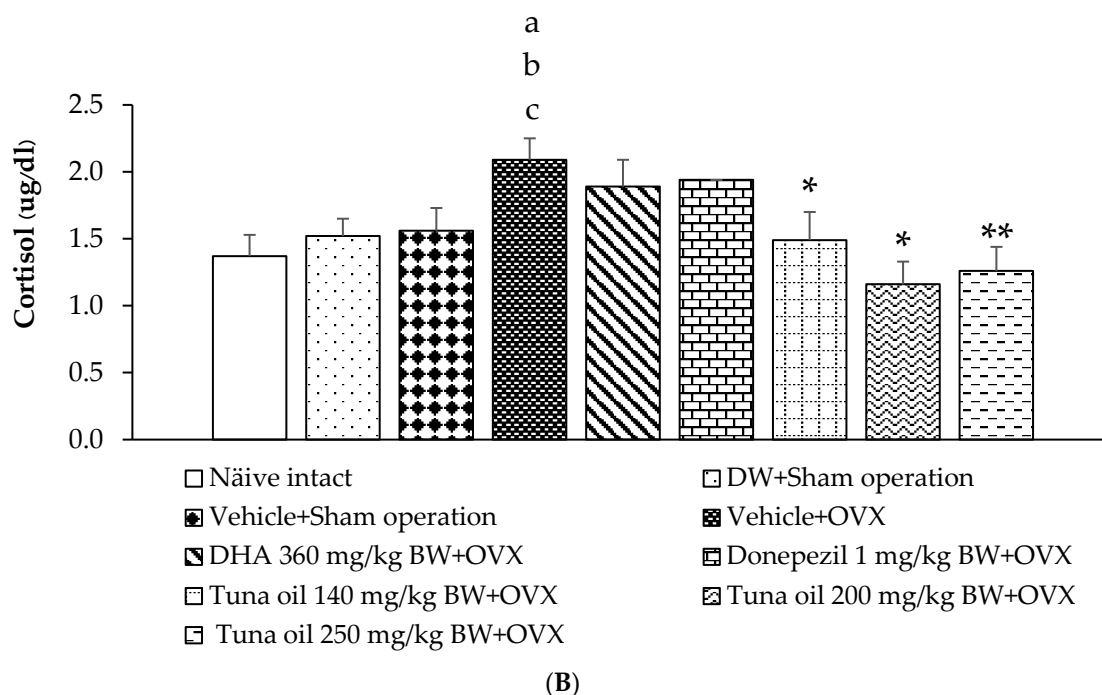 a
b
c
2.5
2.0
1.5
1.0
0.5
0.0
Cortisol (ug/dl)
*
*
**
Näive intact
DW+Sham operation
Vehicle+Sham operation
Vehicle+OVX
DHA 360 mg/kg BW+OVX
Donepezil 1 mg/kg BW+OVX
Tuna oil 140 mg/kg BW+OVX
Tuna oil 200 mg/kg BW+OVX
Tuna oil 250 mg/kg BW+OVX
(B)